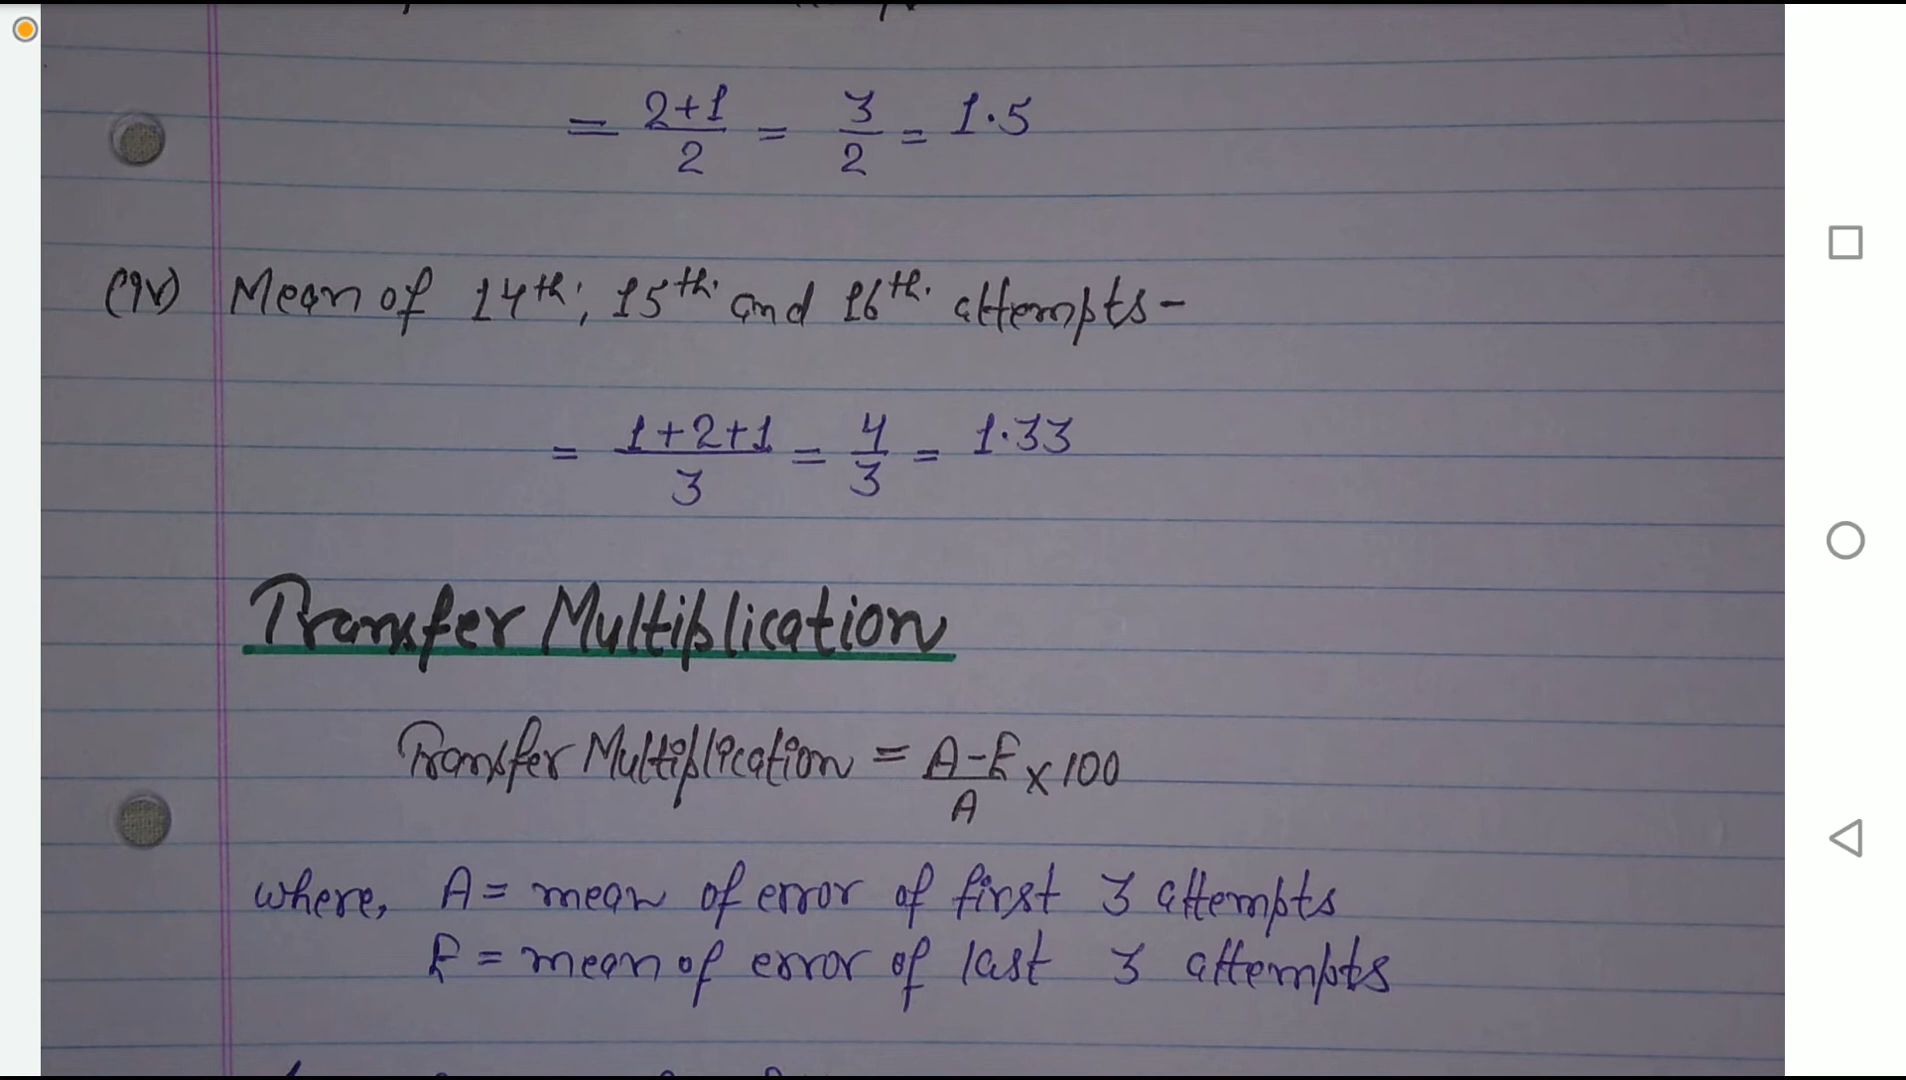 = 2+1/2 = 3/2 = 1.5
(iv) Mean of 14th, 15th and 16th attempts-
= 1+2+1/3 = 4/3 = 1.33
Transfer Multiplication
Transfer Multiplication = A-E/A x 100
where, A = mean of error of first 3 attempts
E = mean of error of last 3 attempts